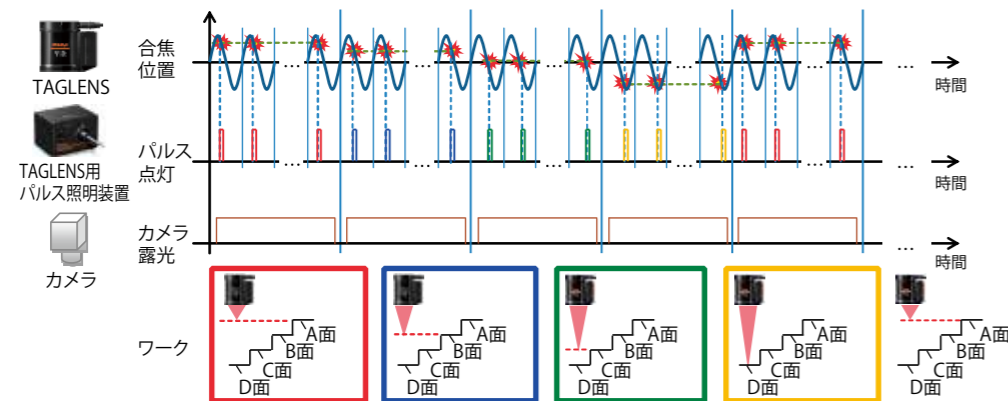 合焦
位置
TAGLENS
… … … … … …
時間
パルス
点灯
TAGLENS用
パルス照明装置
… … … … … …
時間
カメラ
露光
カメラ
…
時間
ワーク
A面
B面
C面
D面
A面
B面
C面
D面
A面
B面
C面
D面
A面
B面
C面
D面
A面
B面
C面
D面